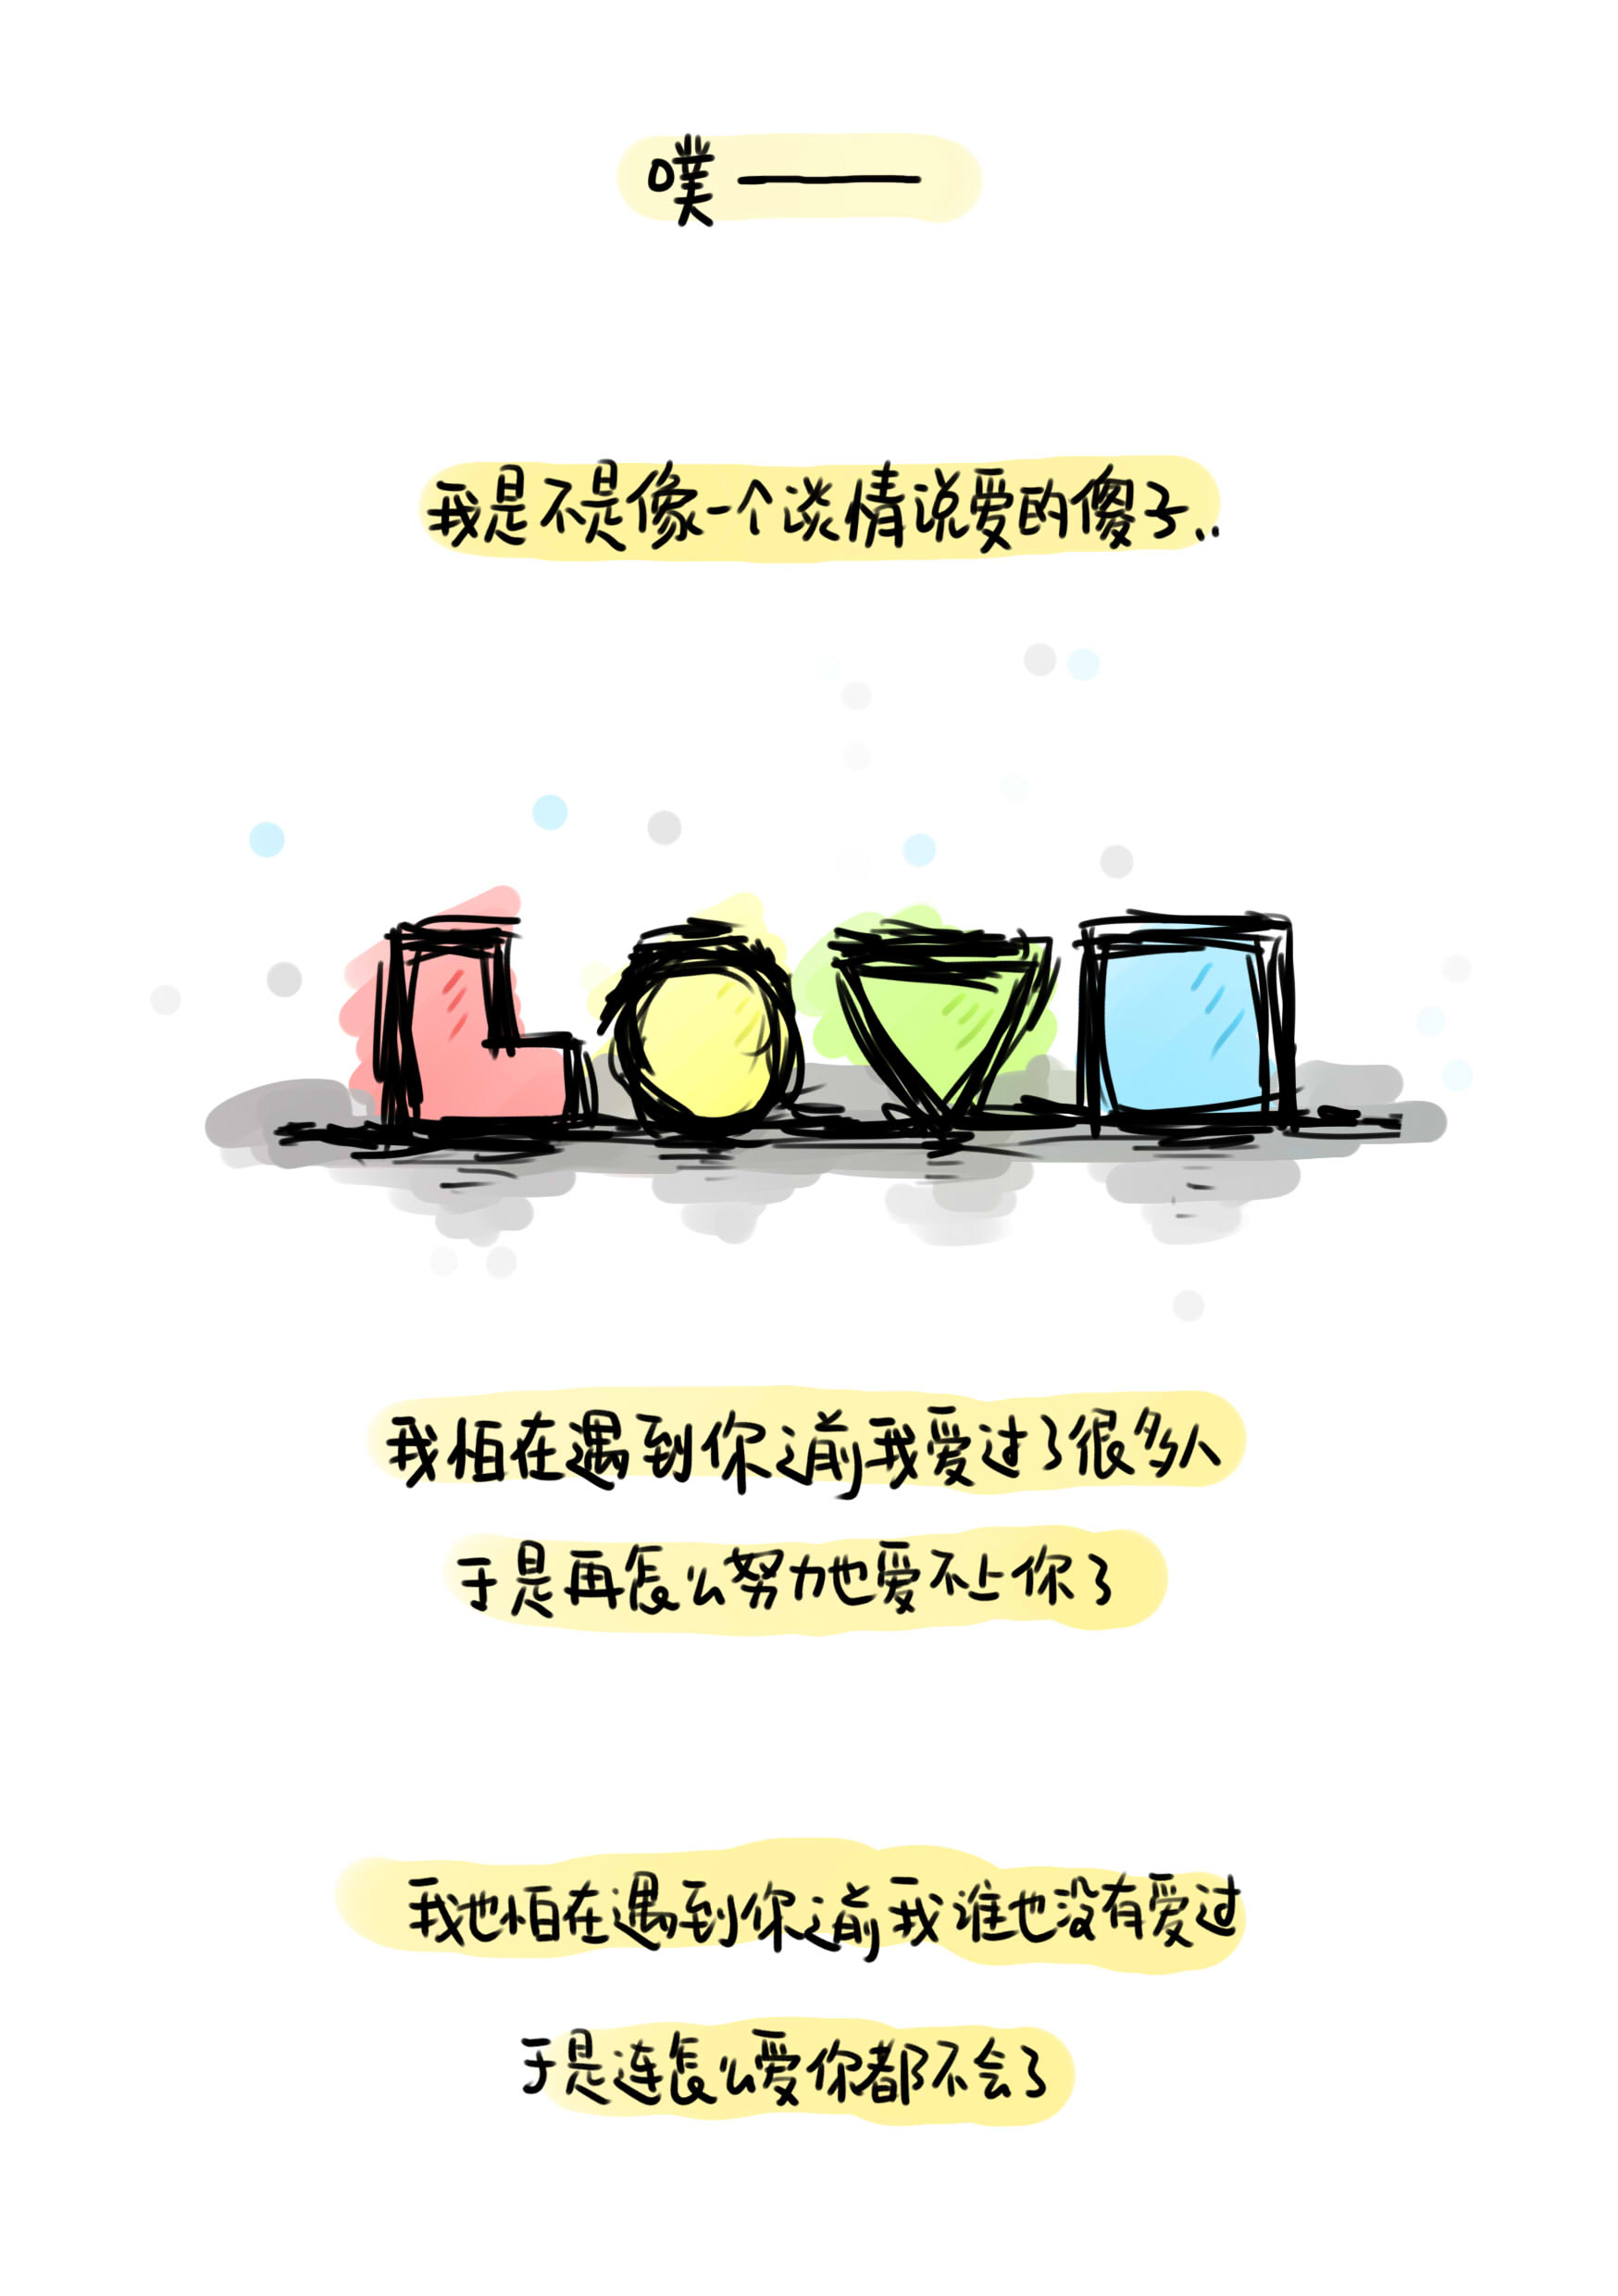 噗——
我是不是像一个谈情说爱的傻子..
我怕在遇到你之前我爱过了很多人
于是再怎么努力也爱不上你了
我也怕在遇到你之前我谁也没有爱过
于是连怎么爱你都不会了